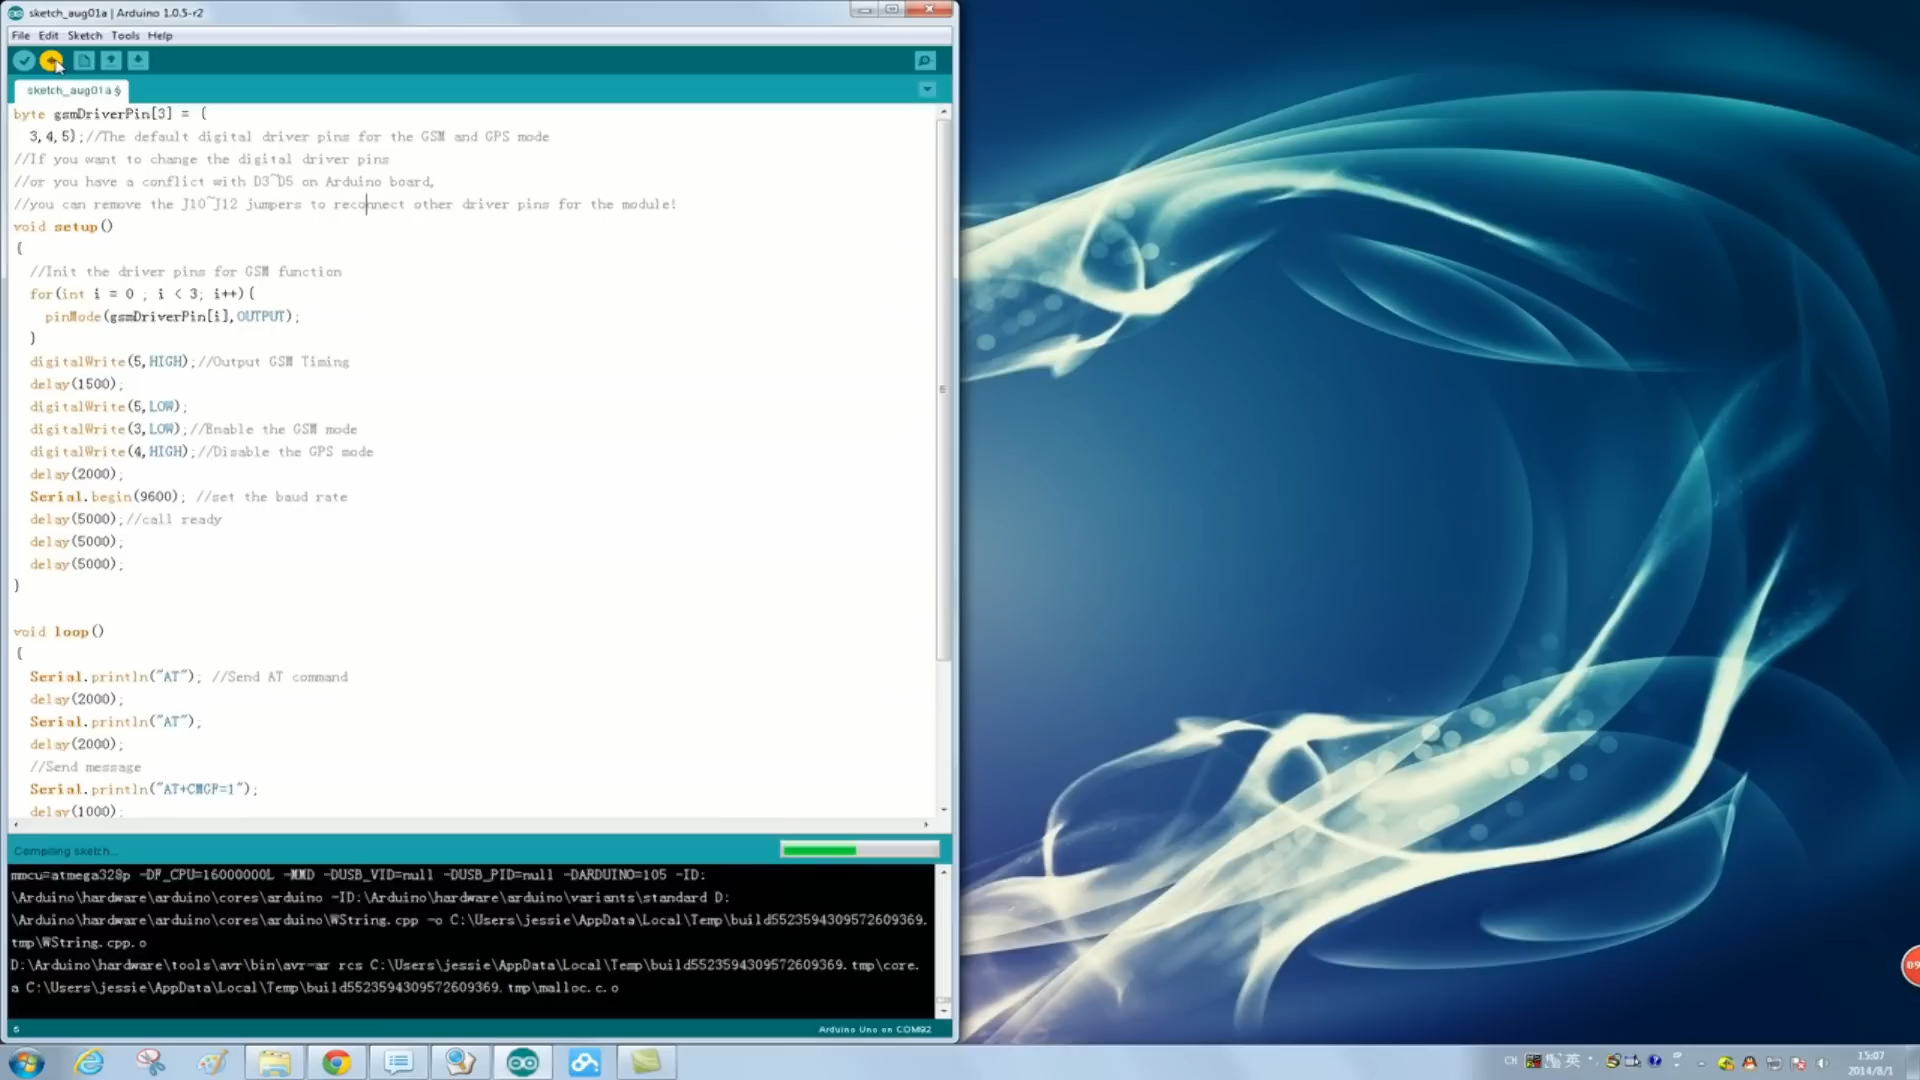 sketch_aug01a | Arduino 1.0.5-r2
File Edit Sketch Tools Help
sketch_aug01a §
byte gsmDriverPin[3] = {
3,4,5};//The default digital driver pins for the GSM and GPS mode
//If you want to change the digital driver pins
//or you have a conflict with D3~D5 on Arduino board,
//you can remove the J10~J12 jumpers to reconnect other driver pins for the module!
void setup()
{
//Init the driver pins for GSM function
for(int i = 0 ; i < 3; i++){
pinMode(gsmDriverPin[i],OUTPUT);
}
digitalWrite(5,HIGH);//Output GSM Timing
delay(1500);
digitalWrite(5,LOW);
digitalWrite(3,LOW);//Enable the GSM mode
digitalWrite(4,HIGH);//Disable the GPS mode
delay(2000);
Serial.begin(9600); //set the baud rate
delay(5000);//call ready
delay(5000);
delay(5000);
}
void loop()
{
Serial.println("AT"); //Send AT command
delay(2000);
Serial.println("AT");
delay(2000);
//Send message
Serial.println("AT+CMGF=1");
delay(1000);
Compiling sketch...
mmcu=atmega328p -DF_CPU=16000000L -MMD -DUSB_VID=null -DUSB_PID=null -DARDUINO=105 -ID:
\Arduino\hardware\arduino\cores\arduino -ID:\Arduino\hardware\arduino\variants\standard D:
\Arduino\hardware\arduino\cores\arduino\WString.cpp -o C:\Users\jessie\AppData\Local\Temp\build5523594309572609369.
tmp\WString.cpp.o
D:\Arduino\hardware\tools\avr\bin\avr-ar rcs C:\Users\jessie\AppData\Local\Temp\build5523594309572609369.tmp\core.
a C:\Users\jessie\AppData\Local\Temp\build5523594309572609369.tmp\malloc.c.o
Arduino Uno on COM92
09
CH 英
15:07
2014/8/1